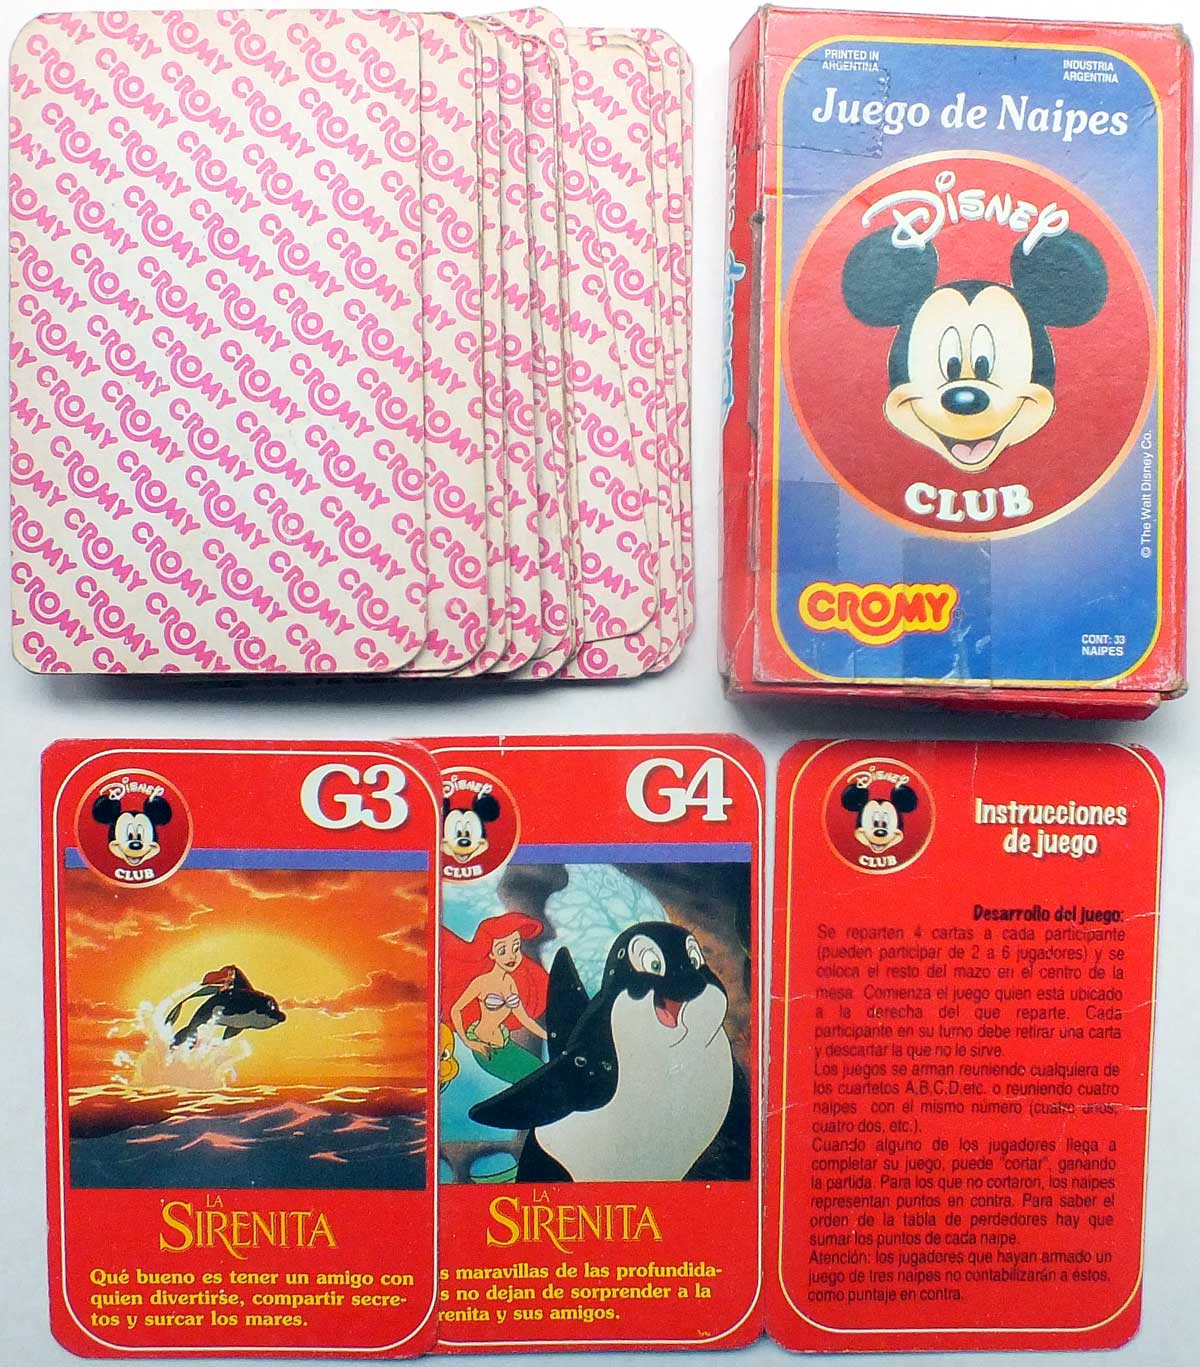 CROMY
PRINTED IN
ARGENTINA
INDUSTRIA
ARGENTINA
Juego de Naipes
DISNEY
CLUB
© The Walt Disney Co.
CROMY®
CONT: 33
NAIPES
DISNEY
CLUB
G3
LA
SIRENITA
Qué bueno es tener un amigo con
quien divertirse, compartir secre-
tos y surcar los mares.
DISNEY
CLUB
G4
LA
SIRENITA
s maravillas de las profundida-
s no dejan de sorprender a la
renita y sus amigos.
DISNEY
CLUB
Instrucciones
de juego
Desarrollo del juego:
Se reparten 4 cartas a cada participante
(pueden participar de 2 a 6 jugadores) y se
coloca el resto del mazo en el centro de la
mesa. Comienza el juego quien está ubicado
a la derecha del que reparte. Cada
participante en su turno debe retirar una carta
y descartar la que no le sirve.
Los juegos se arman reuniendo cualquiera de
los cuartetos A,B,C,D,etc. o reuniendo cuatro
naipes con el mismo número (cuatro unos,
cuatro dos, etc.).
Cuando alguno de los jugadores llega a
completar su juego, puede "cortar", ganando
la partida. Para los que no cortaron, los naipes
representan puntos en contra. Para saber el
orden de la tabla de perdedores hay que
sumar los puntos de cada naipe.
Atención: los jugadores que hayan armado un
juego de tres naipes no contabilizarán a éstos,
como puntaje en contra.